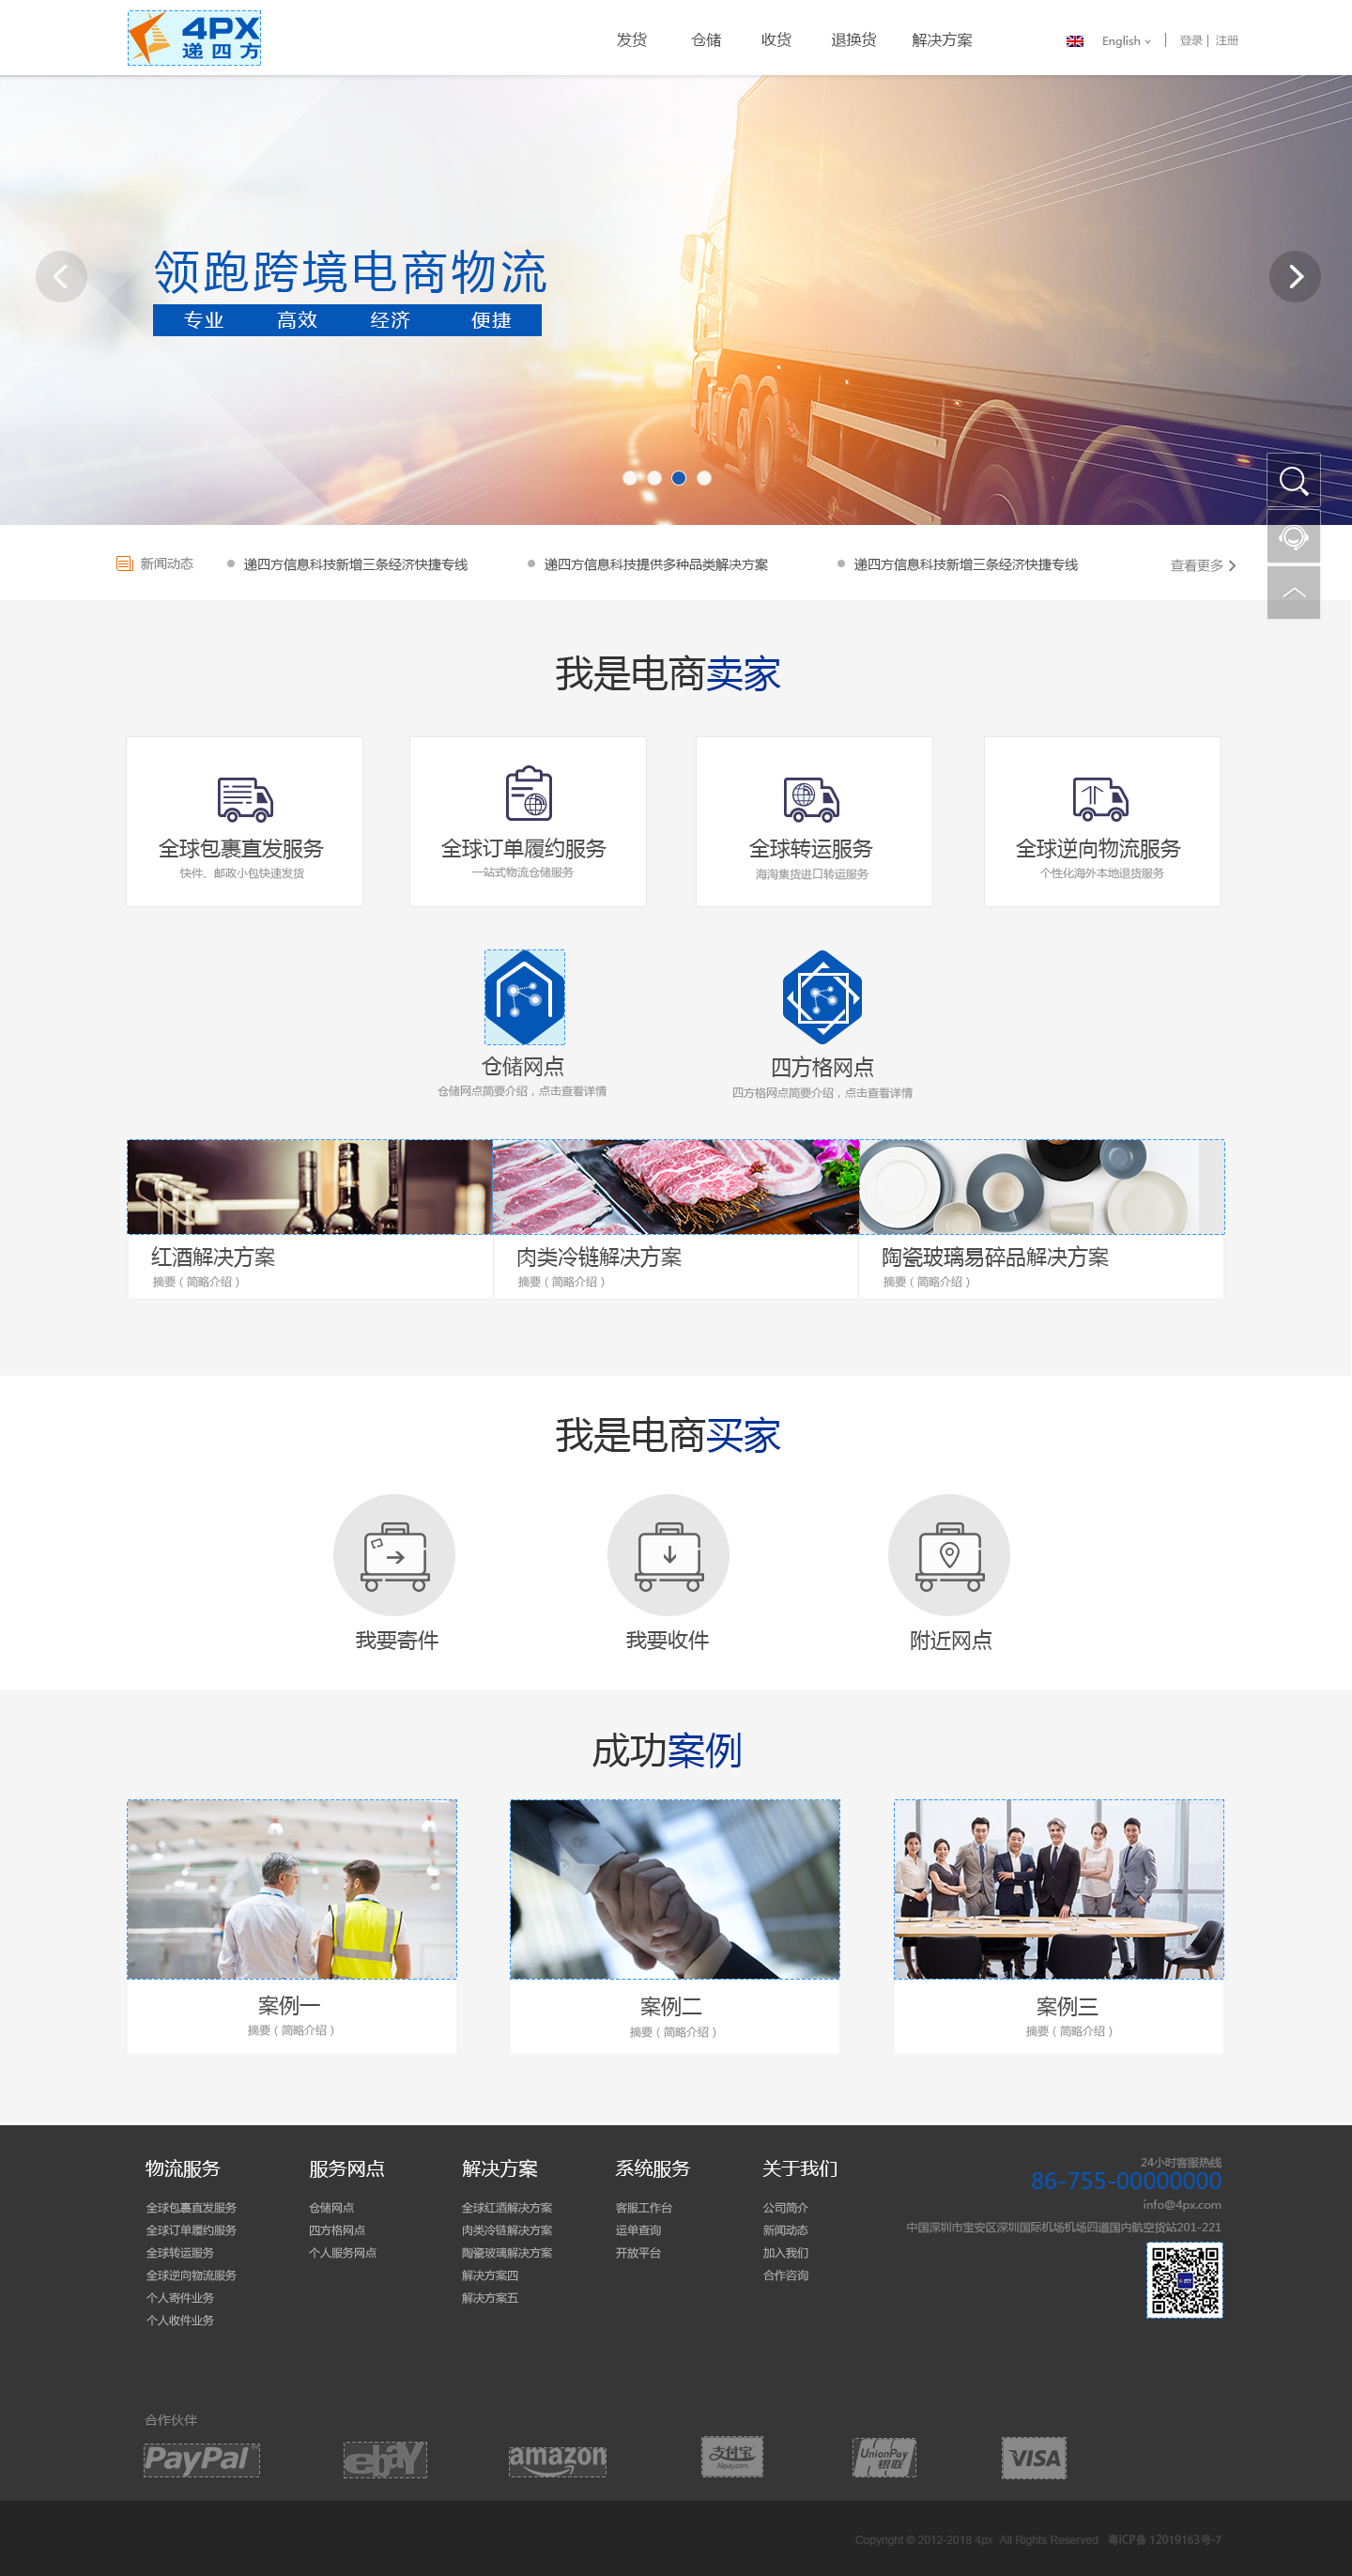 4PX
递四方
发货 仓储 收货 退换货 解决方案 English 登录 | 注册
领跑跨境电商物流
专业 高效 经济 便捷
新闻动态 递四方信息科技新增三条经济快捷专线 递四方信息科技提供多种品类解决方案 递四方信息科技新增三条经济快捷专线 查看更多
我是电商卖家
全球包裹直发服务 全球订单履约服务 全球转运服务 全球逆向物流服务
快件、邮政小包快速发货 一站式物流仓储服务 海淘集货进口转运服务 个性化海外本地退货服务
仓储网点 四方格网点
仓储网点简要介绍，点击查看详情 四方格网点简要介绍，点击查看详情
红酒解决方案 肉类冷链解决方案 陶瓷玻璃易碎品解决方案
摘要（简略介绍） 摘要（简略介绍） 摘要（简略介绍）
我是电商买家
我要寄件 我要收件 附近网点
成功案例
案例一 案例二 案例三
摘要（简略介绍） 摘要（简略介绍） 摘要（简略介绍）
物流服务 服务网点 解决方案 系统服务 关于我们
24小时客服热线
86-755-00000000
info@4px.com
中国深圳市宝安区深圳国际机场机场四道国内航空货站201-221
全球包裹直发服务 仓储网点 全球红酒解决方案 客服工作台 公司简介
全球订单履约服务 四方格网点 肉类冷链解决方案 运单查询 新闻动态
全球转运服务 个人服务网点 陶瓷玻璃解决方案 开放平台 加入我们
全球逆向物流服务 解决方案四 合作咨询
个人寄件业务 解决方案五
个人收件业务
合作伙伴
PayPal ebay amazon 支付宝 Alipay.com UnionPay 银联 VISA
Copyright © 2012-2018 4px All Rights Reserved 粤ICP备 12019163号-7